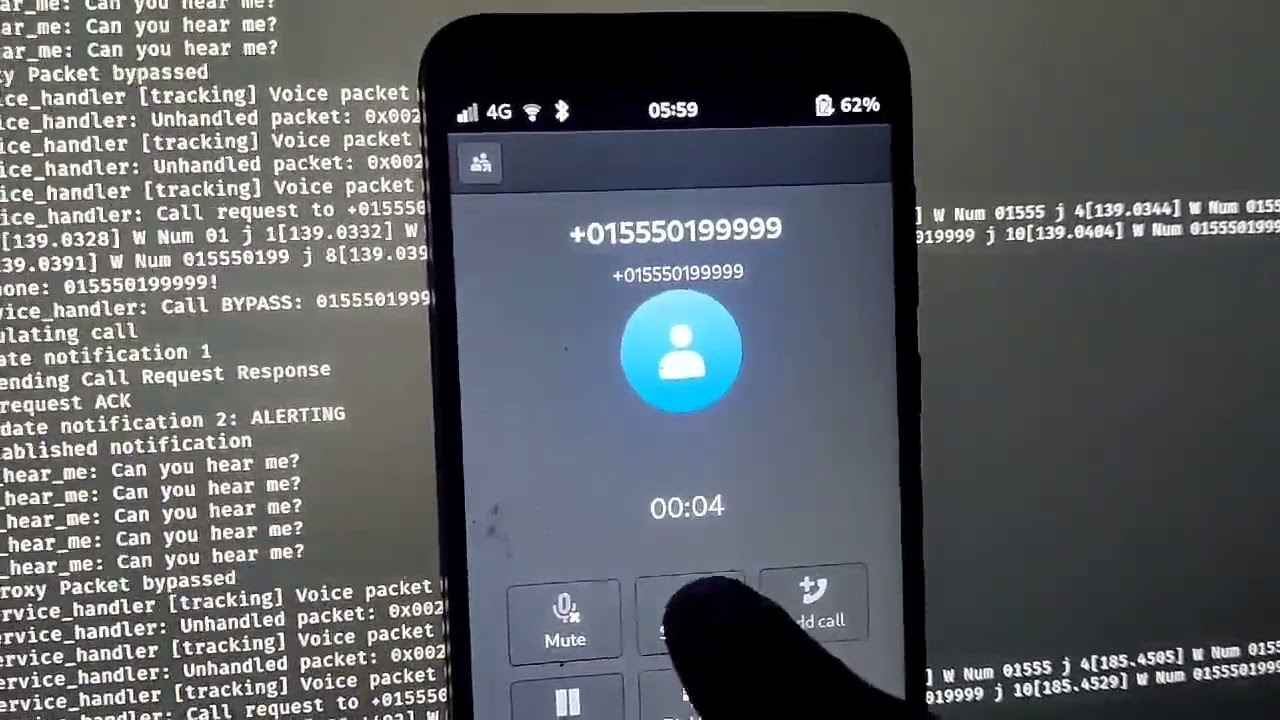 ar_me: Can you hear me?
ar_me: Can you hear me?
ar_me: Can you hear me?
y Packet bypassed
ice_handler [tracking] Voice packet
ice_handler: Unhandled packet: 0x002
ice_handler [tracking] Voice packet
ice_handler: Unhandled packet: 0x002
ice_handler [tracking] Voice packet
ice_handler: Call request to +015550
] W Num 01555 j 4[139.0344] W Num 0155
[139.0328] W Num 01 j 1[139.0332] W
019999 j 10[139.0404] W Num 0155501999
39.0391] W Num 015550199 j 8[139.039
one: 015550199999!
vice_handler: Call BYPASS: 0155501999
ulating call
ate notification 1
ending Call Request Response
request ACK
date notification 2: ALERTING
ablished notification
_hear_me: Can you hear me?
_hear_me: Can you hear me?
_hear_me: Can you hear me?
_hear_me: Can you hear me?
_hear_me: Can you hear me?
roxy Packet bypassed
ervice_handler [tracking] Voice packet
ervice_handler: Unhandled packet: 0x002
ervice_handler [tracking] Voice packet
ervice_handler: Unhandled packet: 0x002
ervice_handler [tracking] Voice packet
ervice_handler: Call request to +015550
] W Num 01555 j 4[185.4505] W Num 0155
019999 j 10[185.4529] W Num 0155501999
4G 05:59 62%
+015550199999
+015550199999
00:04
Mute
dd call